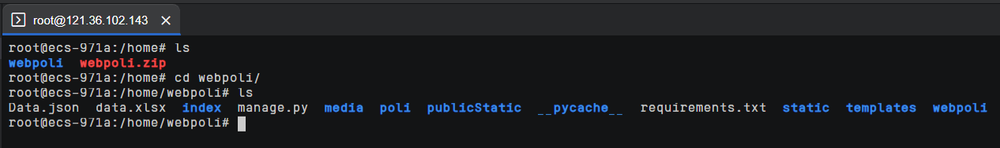 root@121.36.102.143
root@ecs-971a:/home# ls
webpoli  webpoli.zip
root@ecs-971a:/home# cd webpoli/
root@ecs-971a:/home/webpoli# ls
Data.json  data.xlsx  index  manage.py  media  poli  publicStatic  __pycache__  requirements.txt  static  templates  webpoli
root@ecs-971a:/home/webpoli#